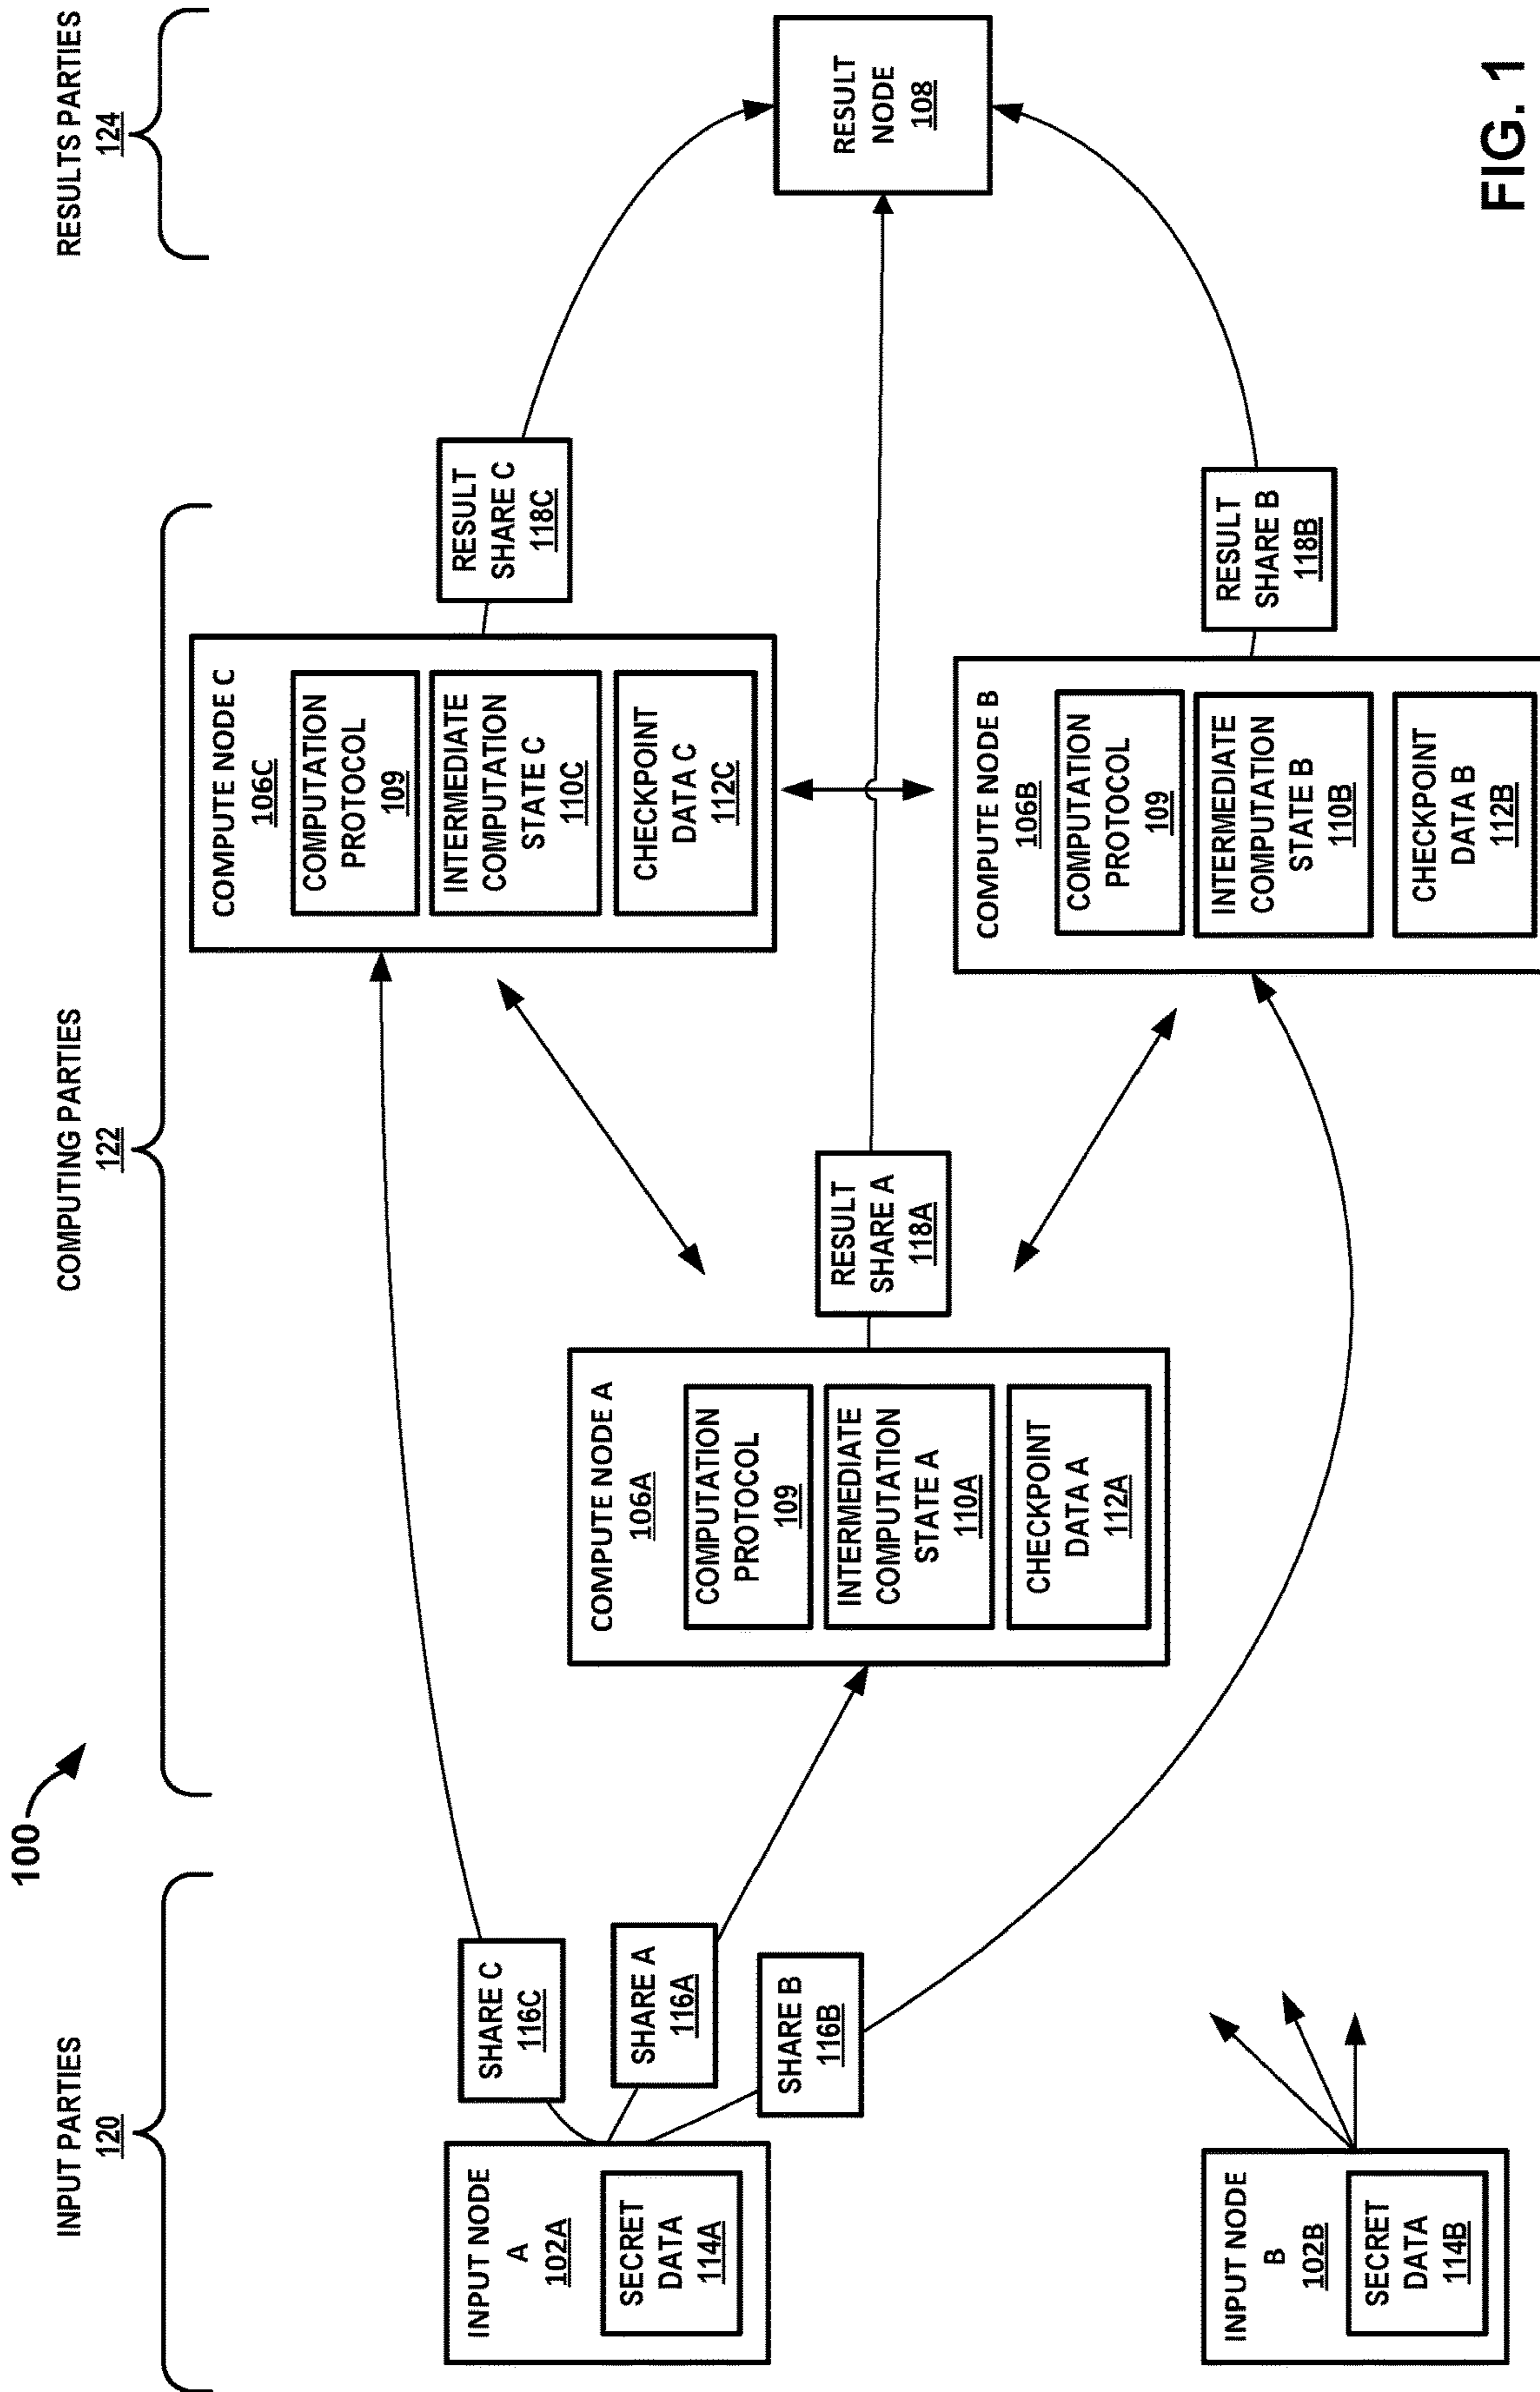 100
INPUT PARTIES
120
COMPUTING PARTIES
122
RESULTS PARTIES
124
INPUT NODE
A
102A
SECRET
DATA
114A
SHARE C
116C
SHARE A
116A
SHARE B
116B
INPUT NODE
B
102B
SECRET
DATA
114B
COMPUTE NODE A
106A
COMPUTATION
PROTOCOL
109
INTERMEDIATE
COMPUTATION
STATE A
110A
CHECKPOINT
DATA A
112A
RESULT
SHARE A
118A
COMPUTE NODE C
106C
COMPUTATION
PROTOCOL
109
INTERMEDIATE
COMPUTATION
STATE C
110C
CHECKPOINT
DATA C
112C
RESULT
SHARE C
118C
COMPUTE NODE B
106B
COMPUTATION
PROTOCOL
109
INTERMEDIATE
COMPUTATION
STATE B
110B
CHECKPOINT
DATA B
112B
RESULT
SHARE B
118B
RESULT
NODE
108
FIG. 1